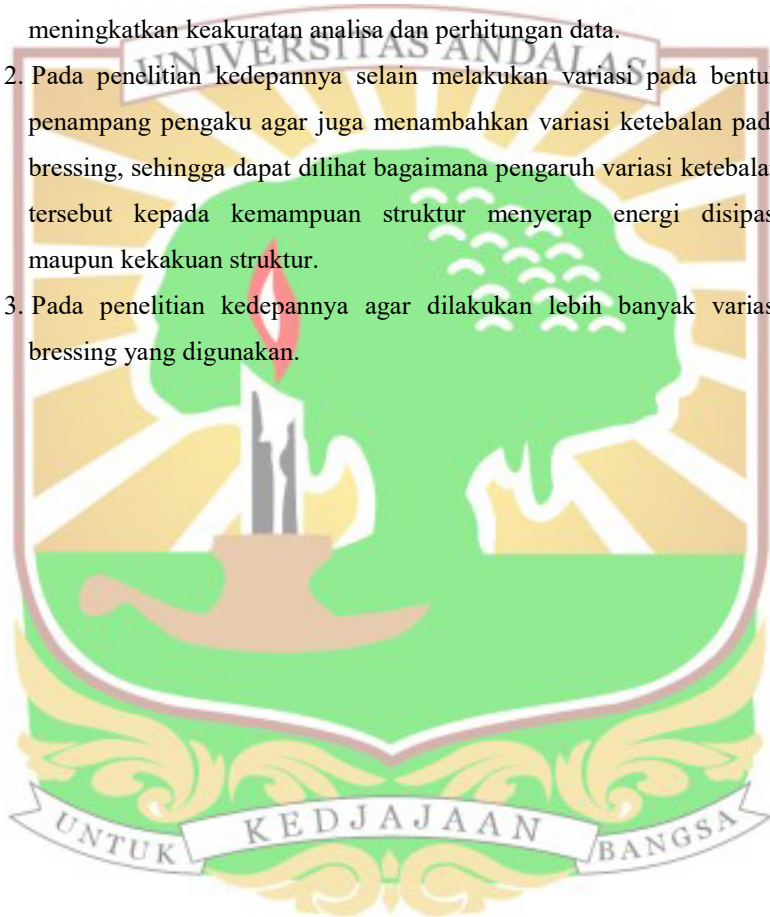 meningkatkan keakuratan analisa dan perhitungan data.
UNIVERSITAS ANDALAS
2. Pada penelitian kedepannya selain melakukan variasi pada bentu
penampang pengaku agar juga menambahkan variasi ketebalan pad
bressing, sehingga dapat dilihat bagaimana pengaruh variasi ketebala
tersebut kepada kemampuan struktur menyerap energi disipas
maupun kekakuan struktur.
3. Pada penelitian kedepannya agar dilakukan lebih banyak varias
bressing yang digunakan.
UNTUK KEDJAJAAN BANGSA